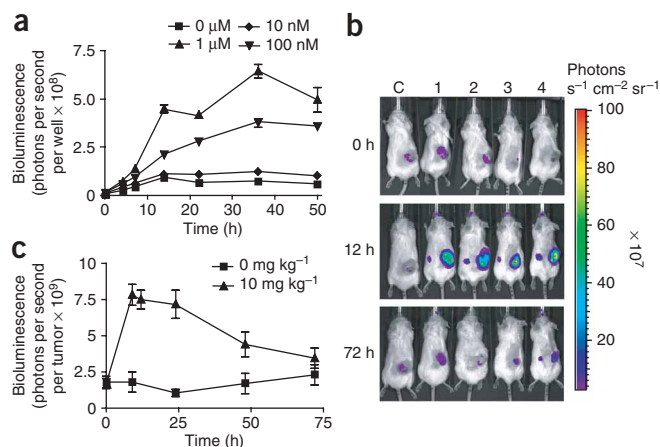 a
0 μM
10 nM
1 μM
100 nM
Bioluminescence
(photons per second
per well × 10⁸)
7.5
5.0
2.5
0
0 10 20 30 40 50
Time (h)
b
Photons
s⁻¹ cm⁻² sr⁻¹
C 1 2 3 4
0 h
12 h
72 h
100
80
60
40
20
× 10⁷
c
0 mg kg⁻¹
10 mg kg⁻¹
Bioluminescence
(photons per second
per tumor × 10⁹)
10
7.5
5
2.5
0
0 25 50 75
Time (h)